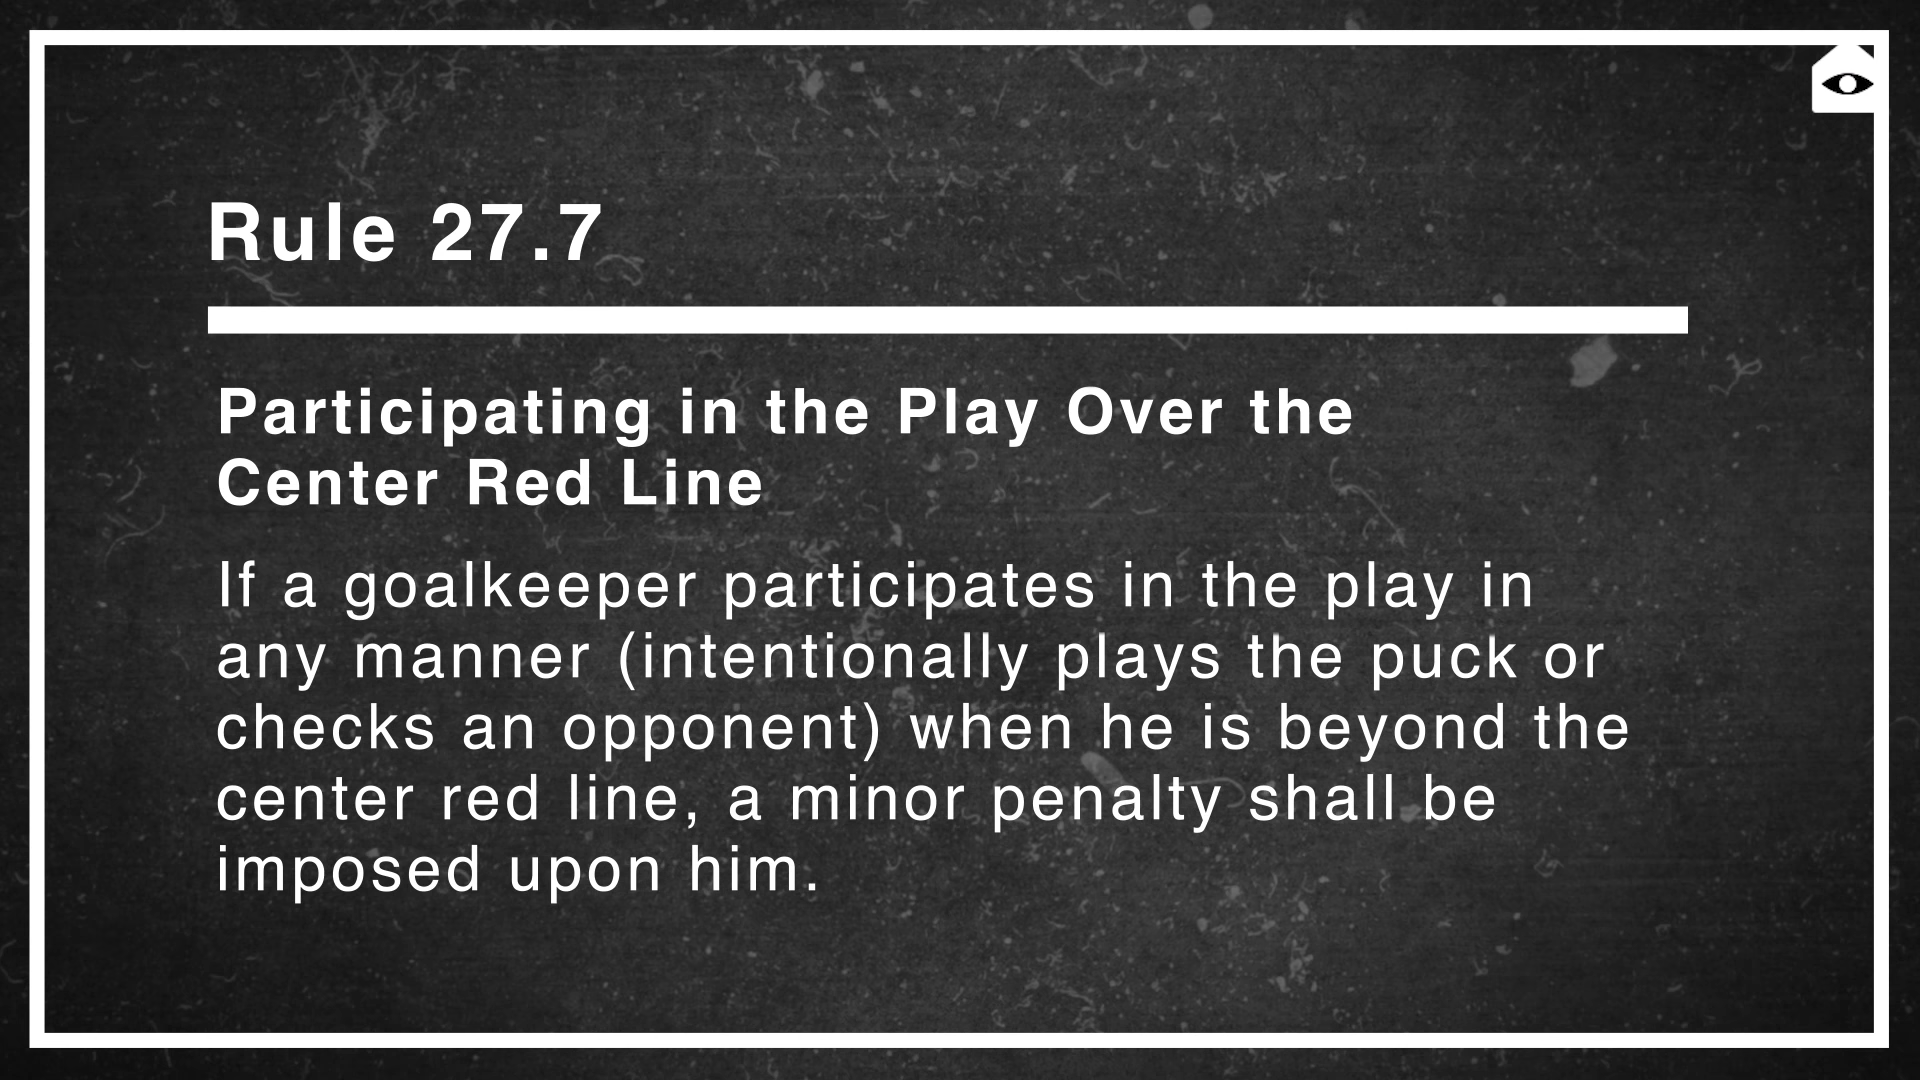 Rule 27.7
Participating in the Play Over the
Center Red Line
If a goalkeeper participates in the play in
any manner (intentionally plays the puck or
checks an opponent) when he is beyond the
center red line, a minor penalty shall be
imposed upon him.